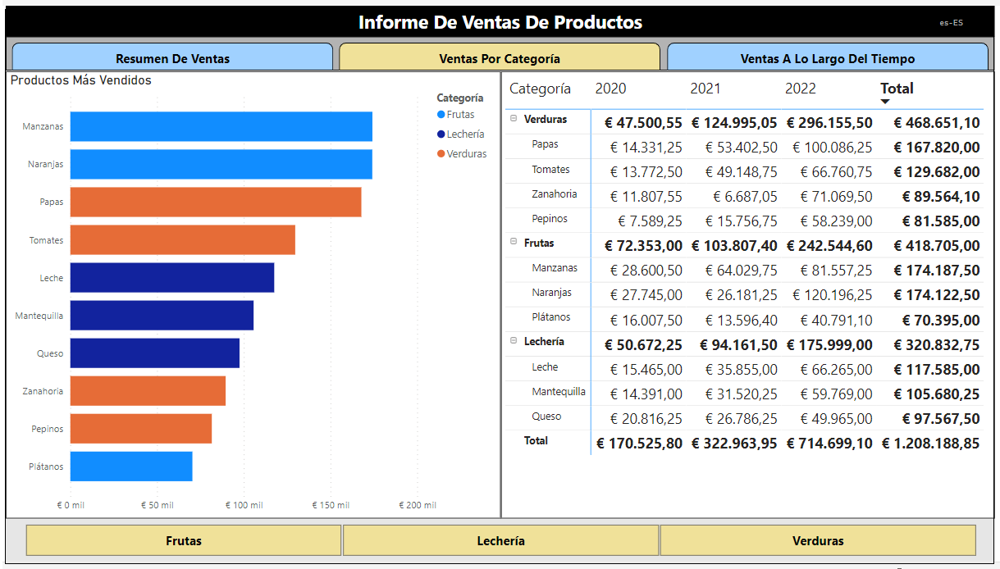 Informe De Ventas De Productos
es-ES
Resumen De Ventas
Ventas Por Categoría
Ventas A Lo Largo Del Tiempo
Productos Más Vendidos
Categoría
Frutas
Lechería
Verduras
Manzanas
Naranjas
Papas
Tomates
Leche
Mantequilla
Queso
Zanahoria
Pepinos
Plátanos
€ 0 mil € 50 mil € 100 mil € 150 mil € 200 mil
Categoría 2020 2021 2022 Total
Verduras € 47.500,55 € 124.995,05 € 296.155,50 € 468.651,10
Papas € 14.331,25 € 53.402,50 € 100.086,25 € 167.820,00
Tomates € 13.772,50 € 49.148,75 € 66.760,75 € 129.682,00
Zanahoria € 11.807,55 € 6.687,05 € 71.069,50 € 89.564,10
Pepinos € 7.589,25 € 15.756,75 € 58.239,00 € 81.585,00
Frutas € 72.353,00 € 103.807,40 € 242.544,60 € 418.705,00
Manzanas € 28.600,50 € 64.029,75 € 81.557,25 € 174.187,50
Naranjas € 27.745,00 € 26.181,25 € 120.196,25 € 174.122,50
Plátanos € 16.007,50 € 13.596,40 € 40.791,10 € 70.395,00
Lechería € 50.672,25 € 94.161,50 € 175.999,00 € 320.832,75
Leche € 15.465,00 € 35.855,00 € 66.265,00 € 117.585,00
Mantequilla € 14.391,00 € 31.520,25 € 59.769,00 € 105.680,25
Queso € 20.816,25 € 26.786,25 € 49.965,00 € 97.567,50
Total € 170.525,80 € 322.963,95 € 714.699,10 € 1.208.188,85
Frutas
Lechería
Verduras